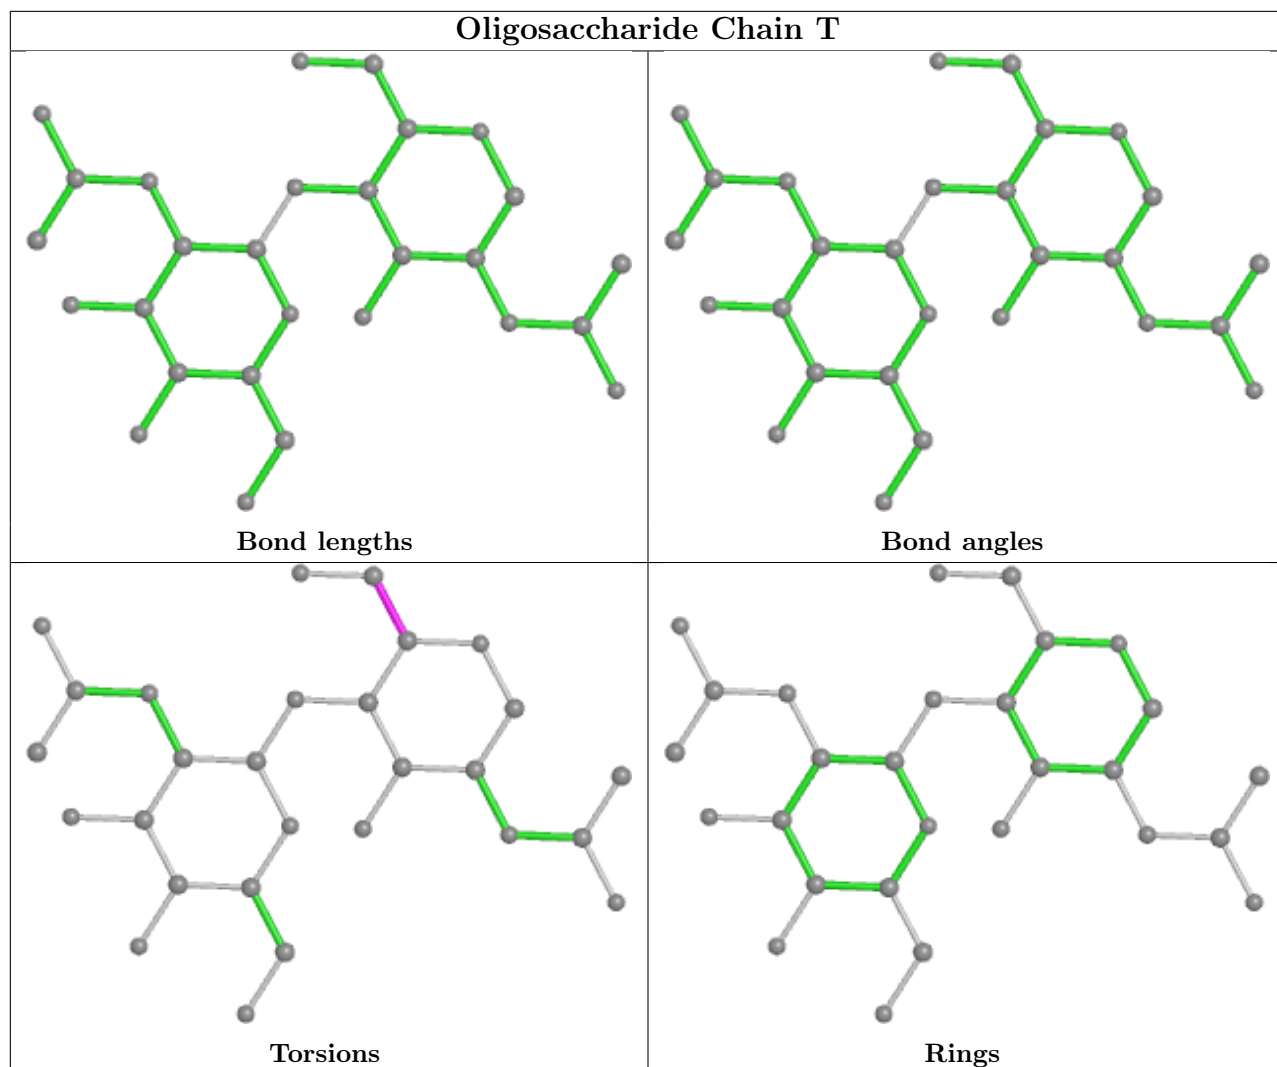 Oligosaccharide Chain T
Bond lengths
Bond angles
Torsions
Rings